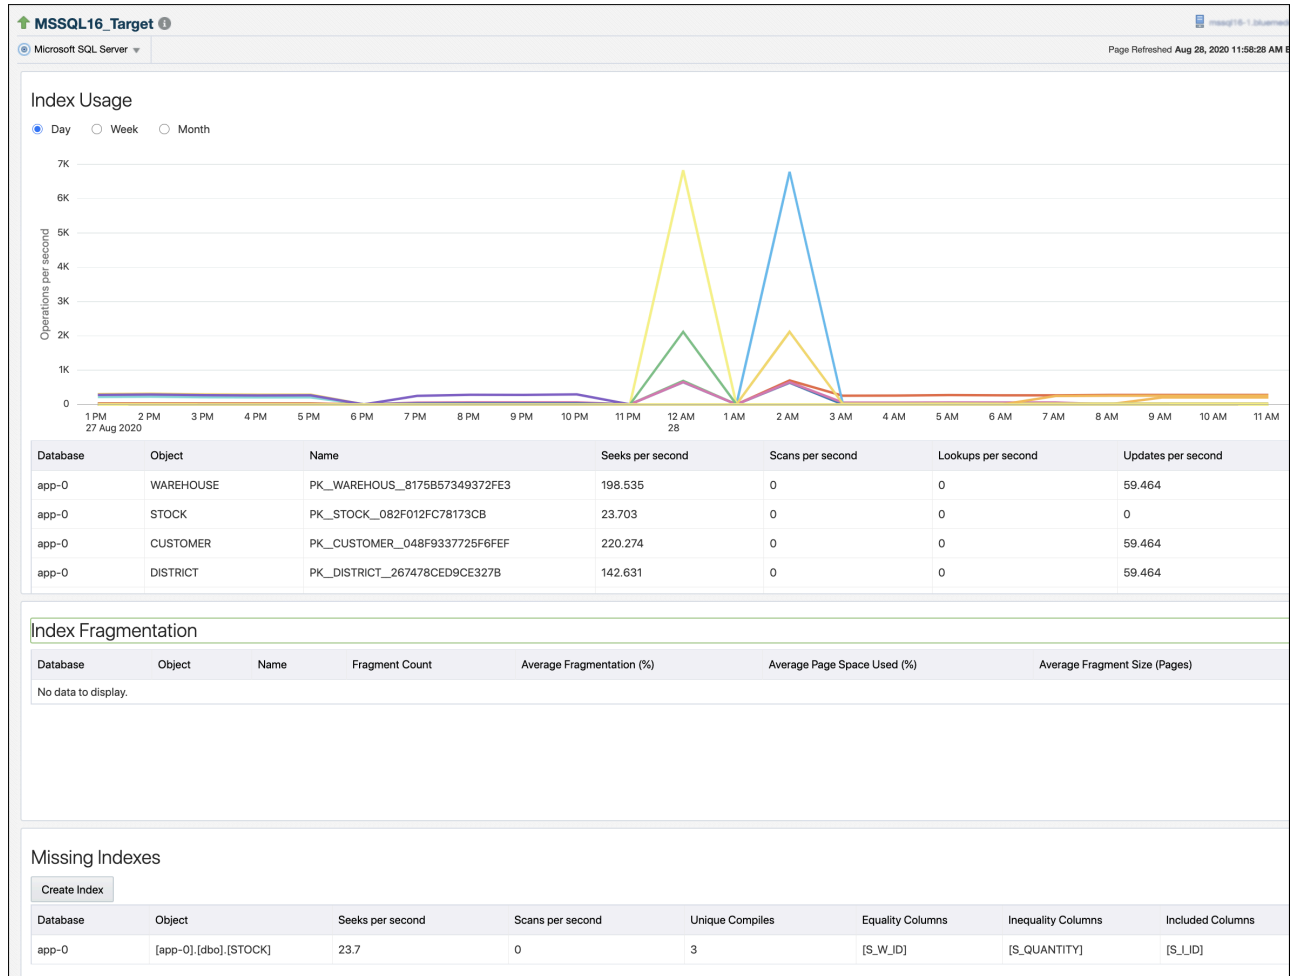 MSSQL16_Target
Microsoft SQL Server
Page Refreshed Aug 28, 2020 11:58:28 AM
Index Usage
Day Week Month
7K
6K
5K
4K
3K
2K
1K
0
Operations per second
1 PM 2 PM 3 PM 4 PM 5 PM 6 PM 7 PM 8 PM 9 PM 10 PM 11 PM 12 AM 1 AM 2 AM 3 AM 4 AM 5 AM 6 AM 7 AM 8 AM 9 AM 10 AM 11 AM
27 Aug 2020 28
Database Object Name Seeks per second Scans per second Lookups per second Updates per second
app-0 WAREHOUSE PK__WAREHOUS__8175B57349372FE3 198.535 0 0 59.464
app-0 STOCK PK__STOCK__082F012FC78173CB 23.703 0 0 0
app-0 CUSTOMER PK__CUSTOMER__048F9337725F6FEF 220.274 0 0 59.464
app-0 DISTRICT PK__DISTRICT__267478CED9CE327B 142.631 0 0 59.464
Index Fragmentation
Database Object Name Fragment Count Average Fragmentation (%) Average Page Space Used (%) Average Fragment Size (Pages)
No data to display.
Missing Indexes
Create Index
Database Object Seeks per second Scans per second Unique Compiles Equality Columns Inequality Columns Included Columns
app-0 [app-0].[dbo].[STOCK] 23.7 0 3 [S_W_ID] [S_QUANTITY] [S_I_ID]